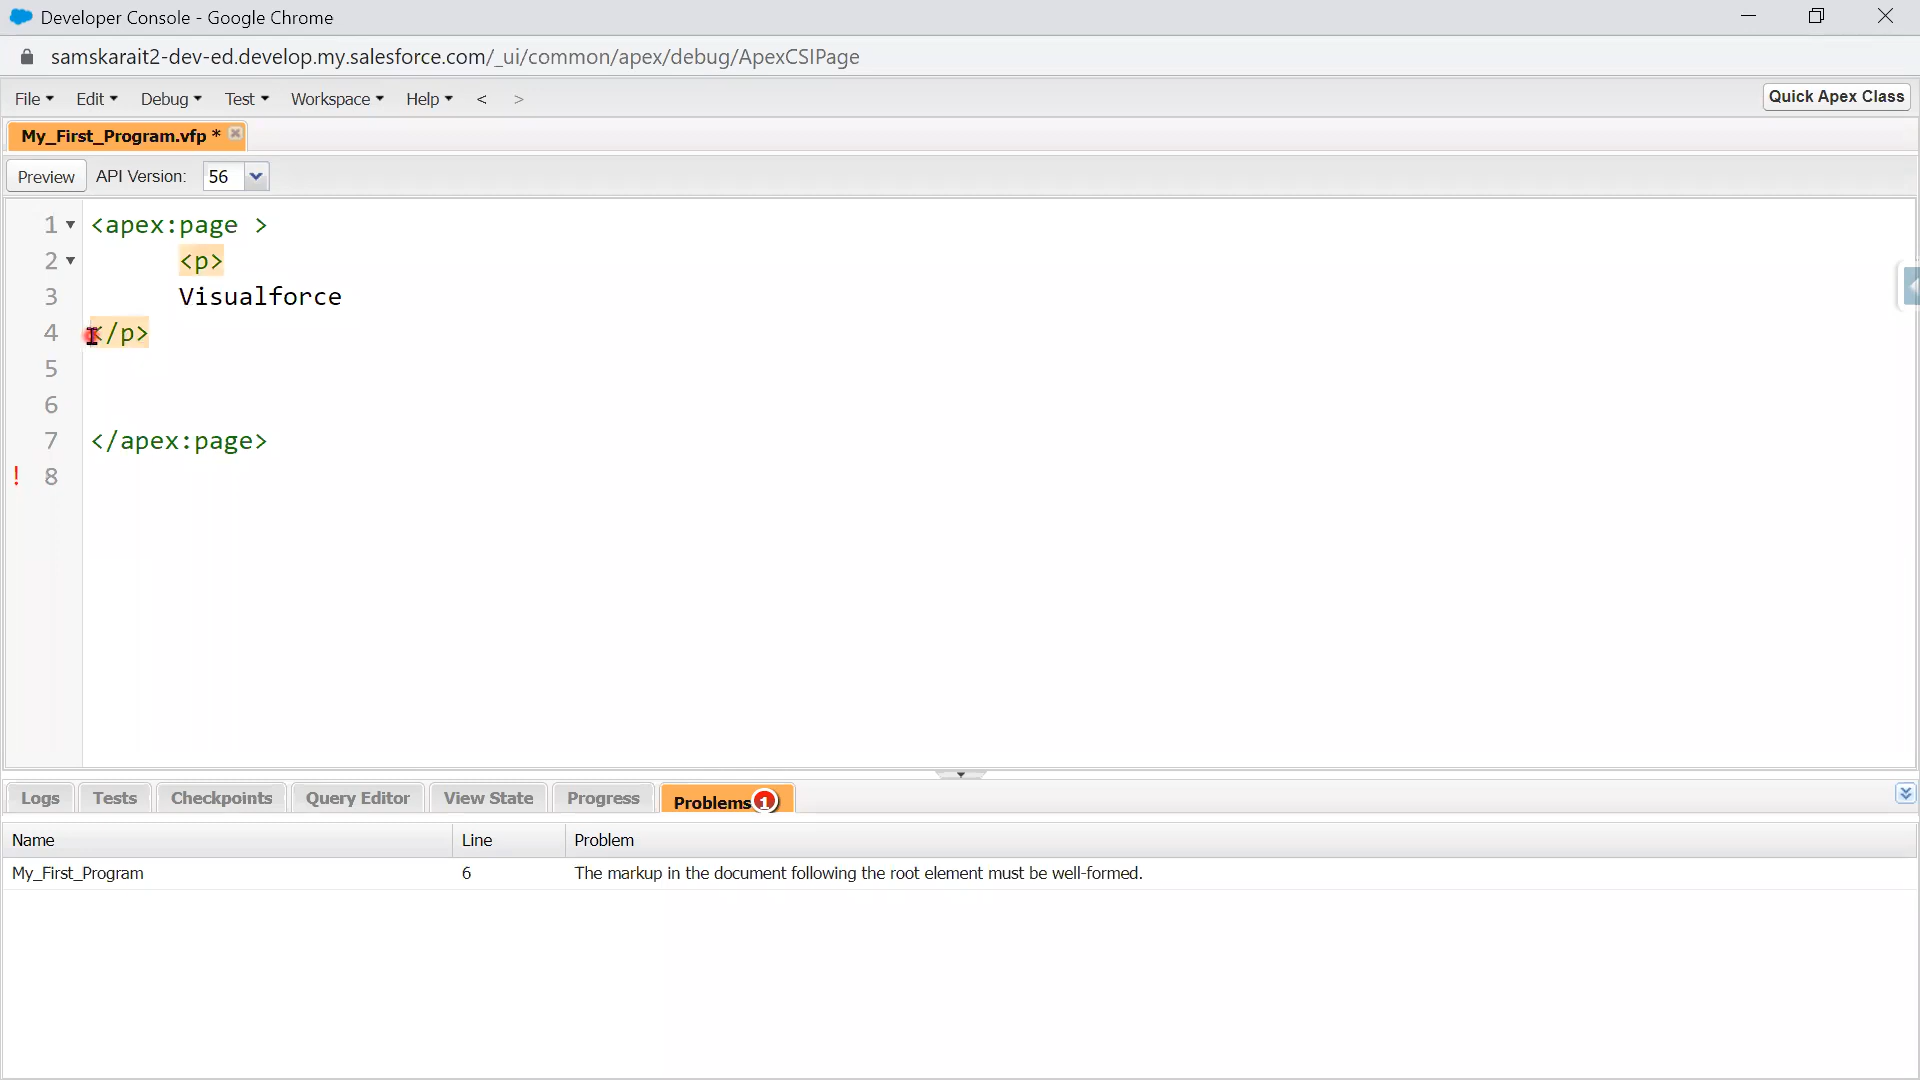 Developer Console - Google Chrome
samskarait2-dev-ed.develop.my.salesforce.com/_ui/common/apex/debug/ApexCSIPage
File Edit Debug Test Workspace Help < > Quick Apex Class
My_First_Program.vfp *
Preview API Version: 56
1 <apex:page >
2 <p>
3 Visualforce
4 </p>
5
6
7 </apex:page>
! 8
Logs Tests Checkpoints Query Editor View State Progress Problems 1
Name Line Problem
My_First_Program 6 The markup in the document following the root element must be well-formed.